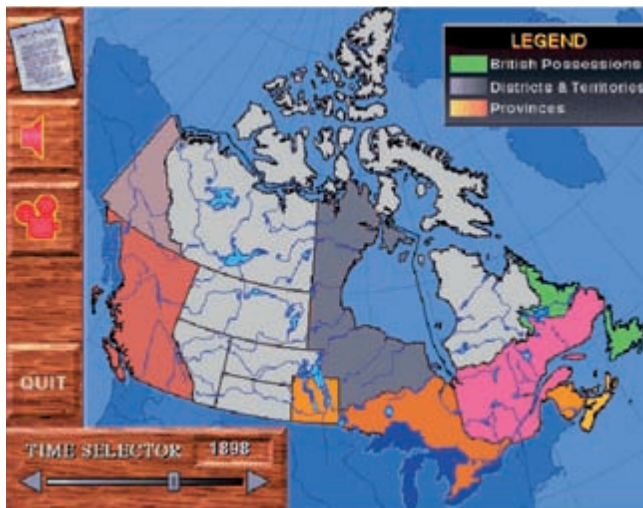 LEGEND
British Possessions
Districts & Territories
Provinces
QUIT
TIME SELECTOR 1898